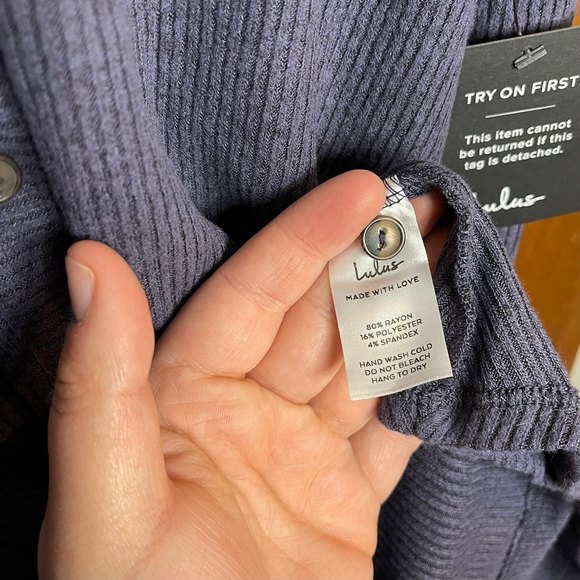 TRY ON FIRST.
This item cannot
be returned if this
tag is detached.
Lulus
Lulus
MADE WITH LOVE
80% RAYON
16% POLYESTER
4% SPANDEX
HAND WASH COLD
DO NOT BLEACH
HANG TO DRY